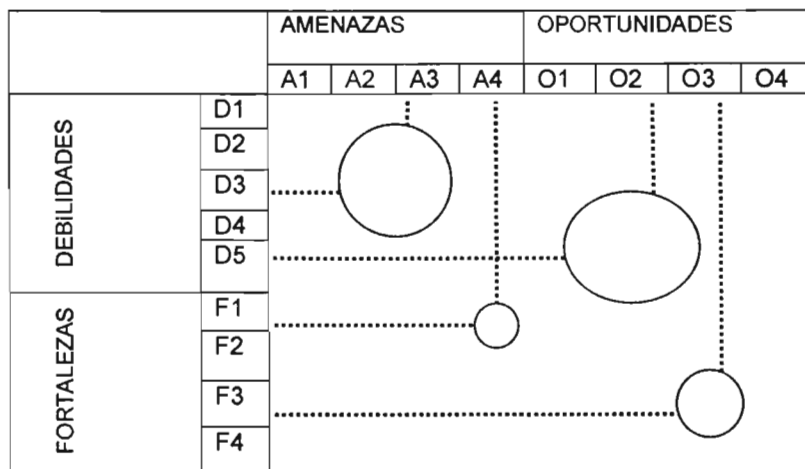 AMENAZAS OPORTUNIDADES
A1 A2 A3 A4 O1 O2 O3 O4
DEBiLIDADES
D1
D2
D3
D4
D5
FORTALEZAS
F1
F2
F3
F4